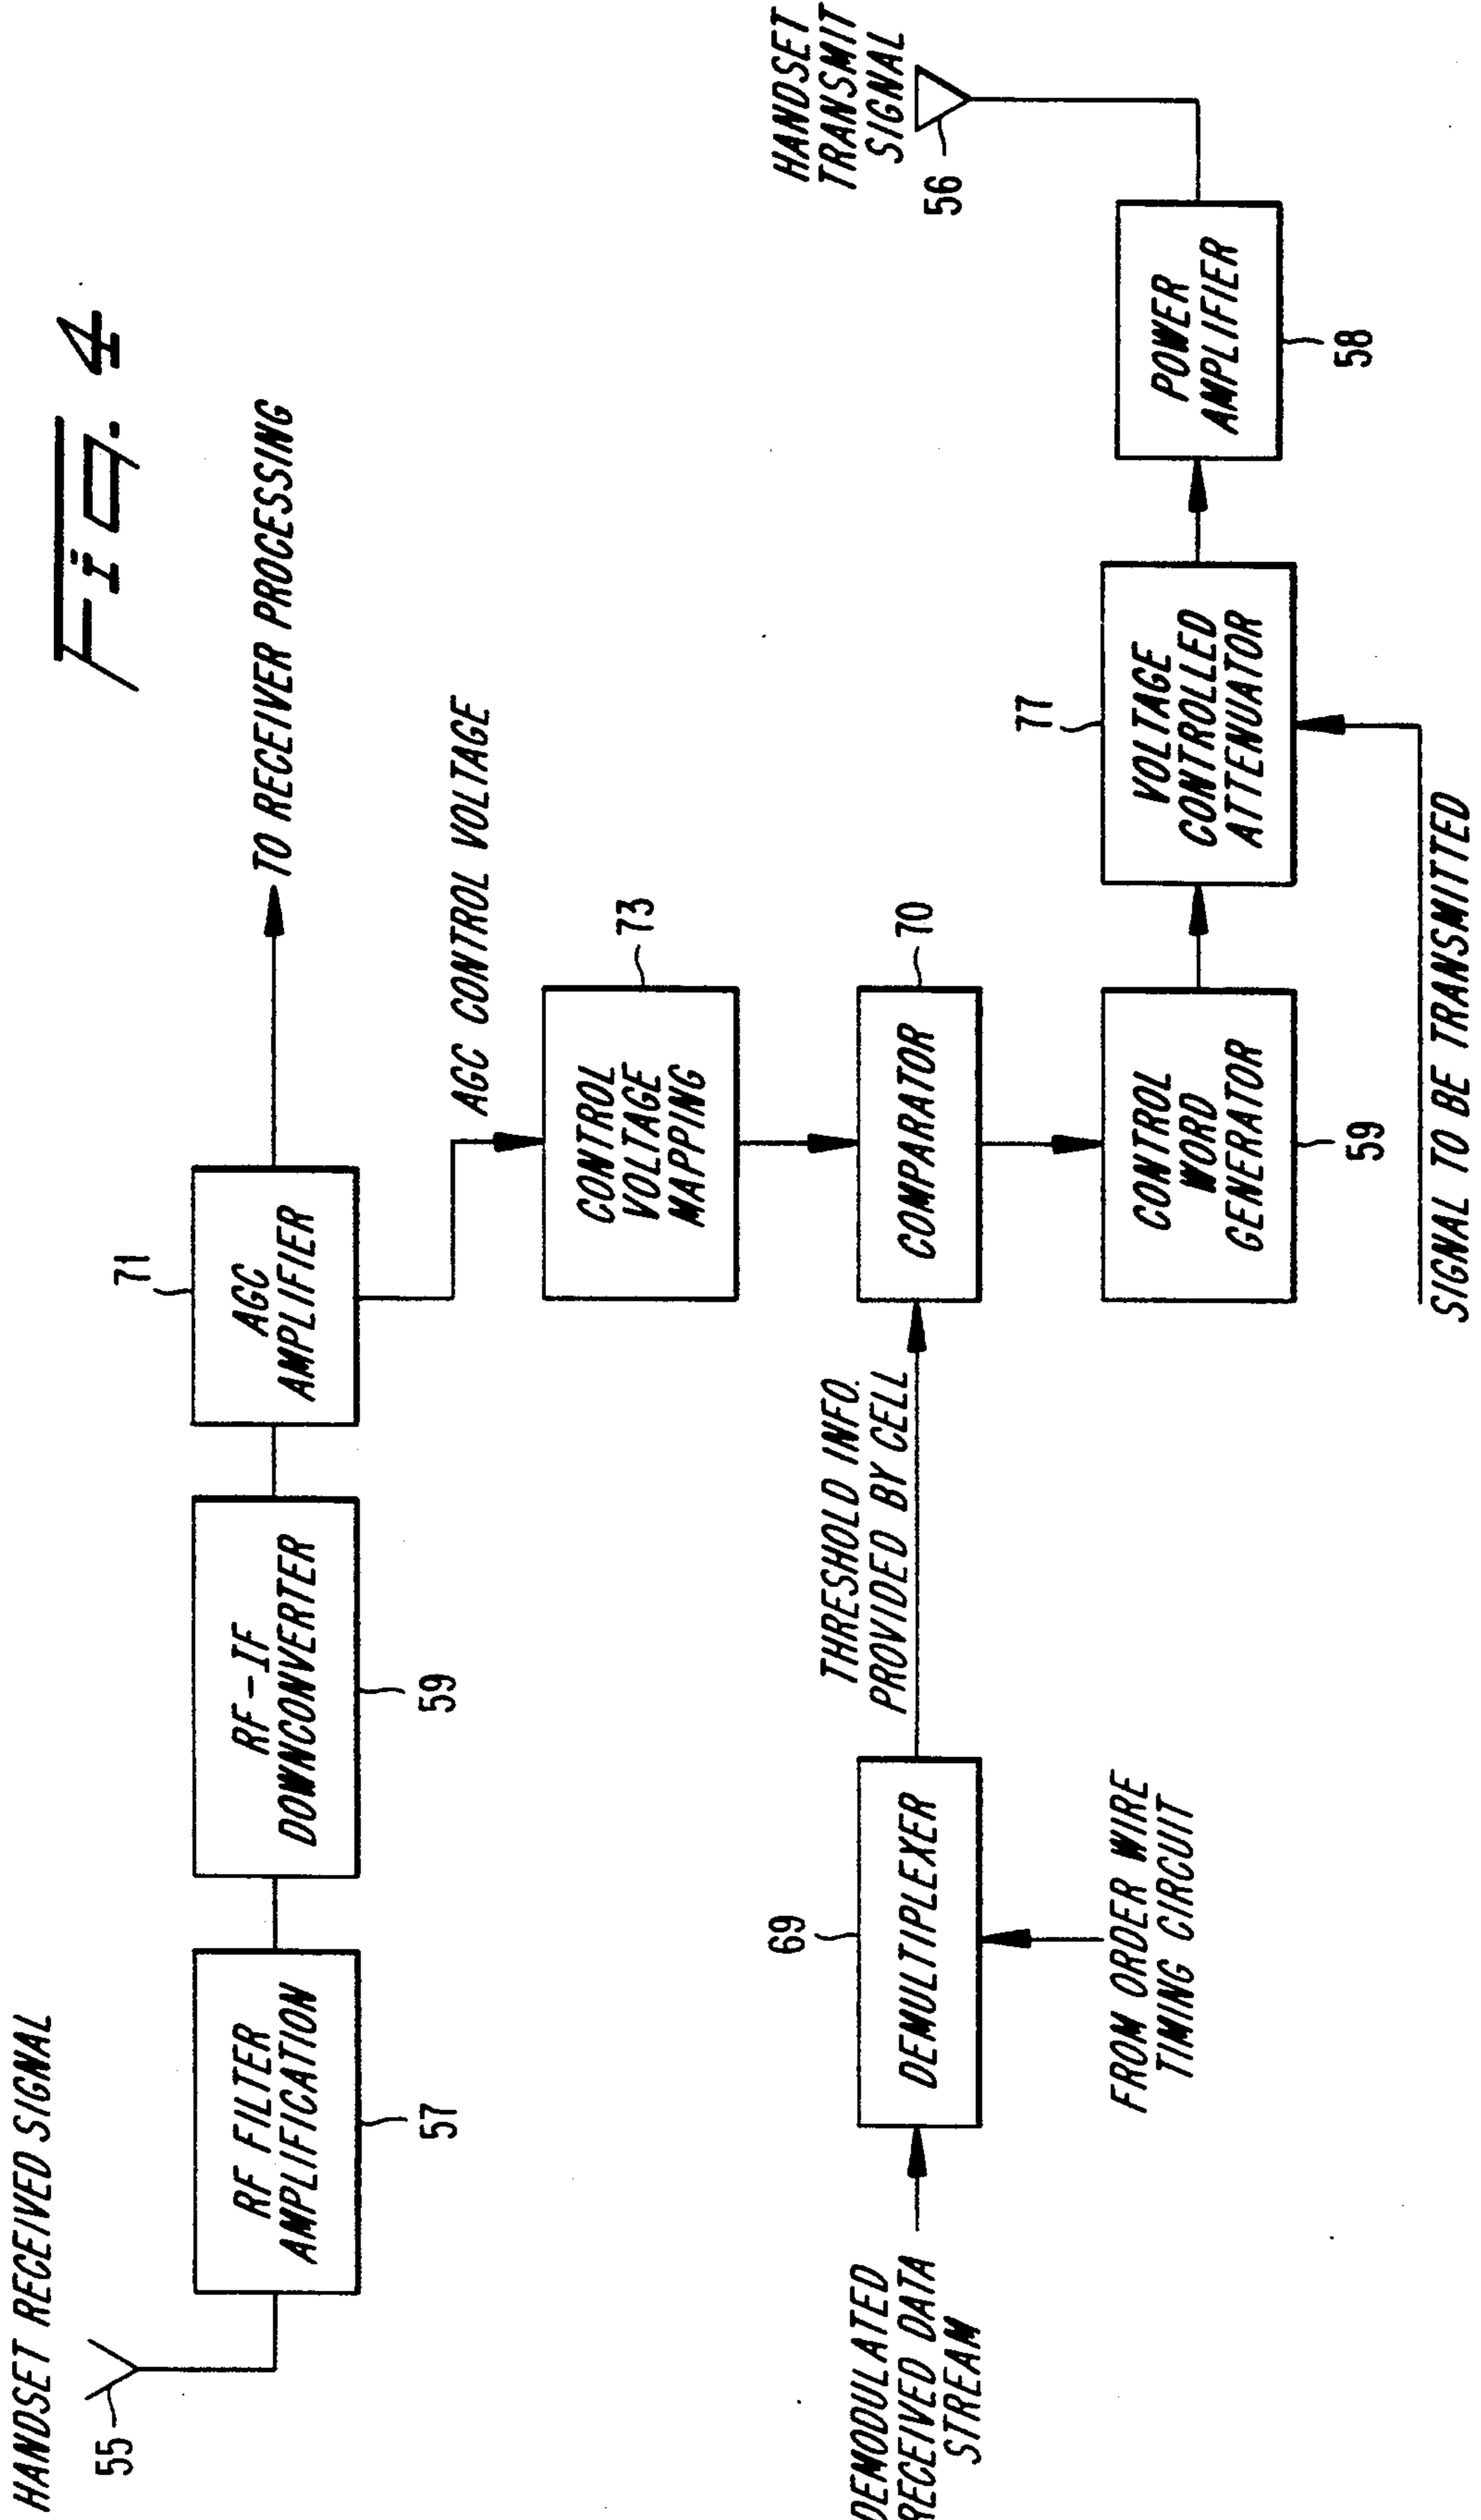 Fig. 4
HANDSET RECEIVED SIGNAL
55
RF FILTER
AMPLIFICATION
57
RF-IF
DOWNCONVERTER
59
71
AGC
AMPLIFIER
TO RECEIVER PROCESSING
AGC CONTROL VOLTAGE
CONTROL
VOLTAGE
MAPPING
73
DEMODULATED
RECEIVED DATA
STREAM
69
DEMULTIPLEXER
FROM ORDER WIRE
TIMING CIRCUIT
THRESHOLD INFO.
PROVIDED BY CELL
COMPARATOR
70
CONTROL
WORD
GENERATOR
59
77
VOLTAGE
CONTROLLED
ATTENUATOR
SIGNAL TO BE TRANSMITTED
POWER
AMPLIFIER
58
HANDSET
TRANSMIT
SIGNAL
56